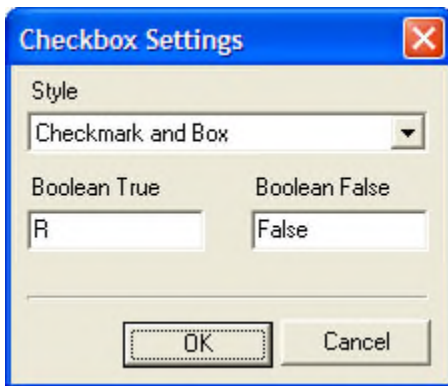 Checkbox Settings
Style
Checkmark and Box
Boolean True Boolean False
R False
OK Cancel